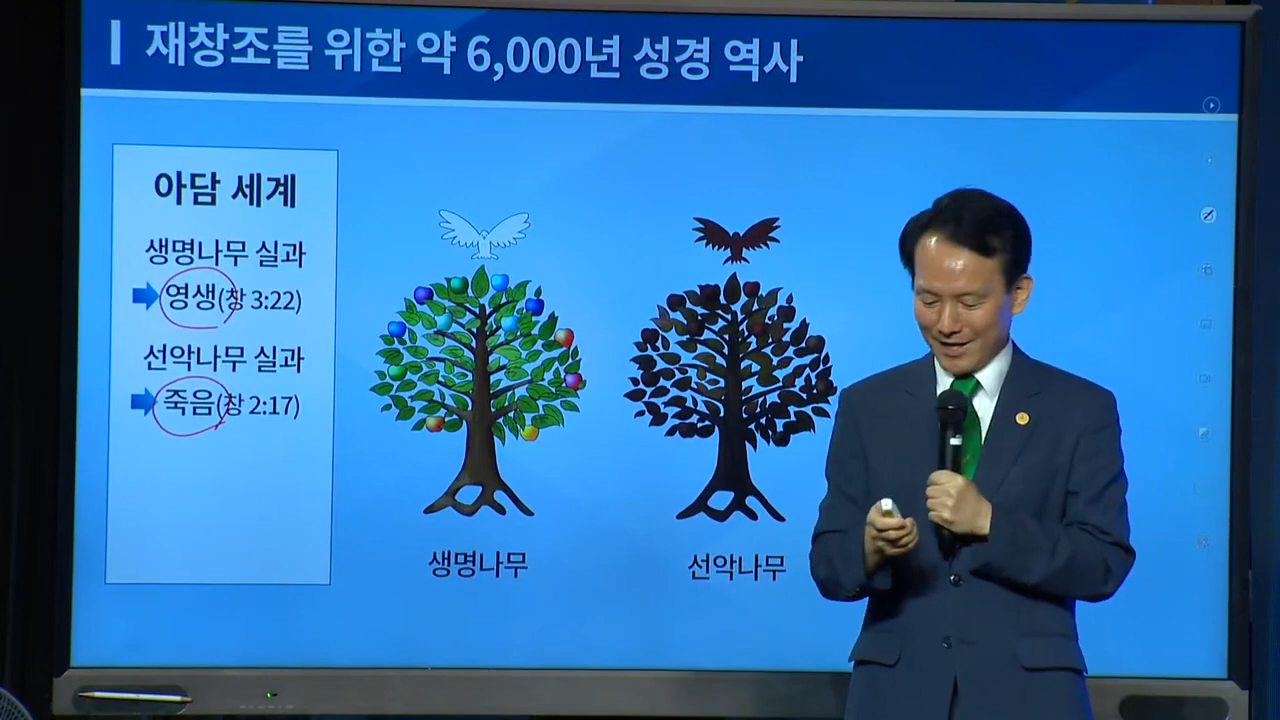 재창조를 위한 약 6,000년 성경 역사
아담 세계
생명나무 실과
영생(창 3:22)
선악나무 실과
죽음(창 2:17)
생명나무
선악나무